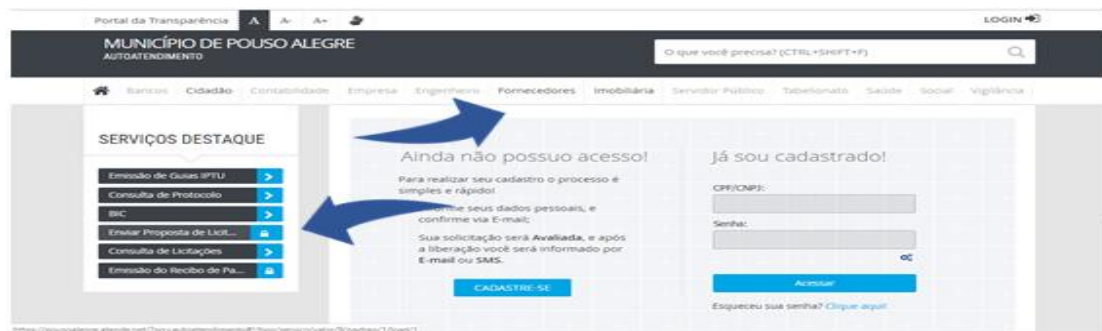 Portal da Transparência A A- A+ LOGIN
MUNICÍPIO DE POUSO ALEGRE
AUTOATENDIMENTO
O que você precisa? (CTRL+SHIFT+F)
Bancos Cidadão Contabilidade Empresa Engenheiro Fornecedores Imobiliária Servidor Público Tabelionato Saúde Social Vigilância
SERVIÇOS DESTAQUE
Emissão de Guias IPTU
Consulta de Protocolo
BIC
Enviar Proposta de Licit...
Consulta de Licitações
Emissão do Recibo de Pa...
Ainda não possuo acesso!
Para realizar seu cadastro o processo é
simples e rápido!
seus dados pessoais, e
confirme via E-mail;
Sua solicitação será Avaliada, e após
a liberação você será informado por
E-mail ou SMS.
CADASTRE-SE
Já sou cadastrado!
CPF/CNPJ:
Senha:
Acessar
Esqueceu sua senha? Clique aqui!